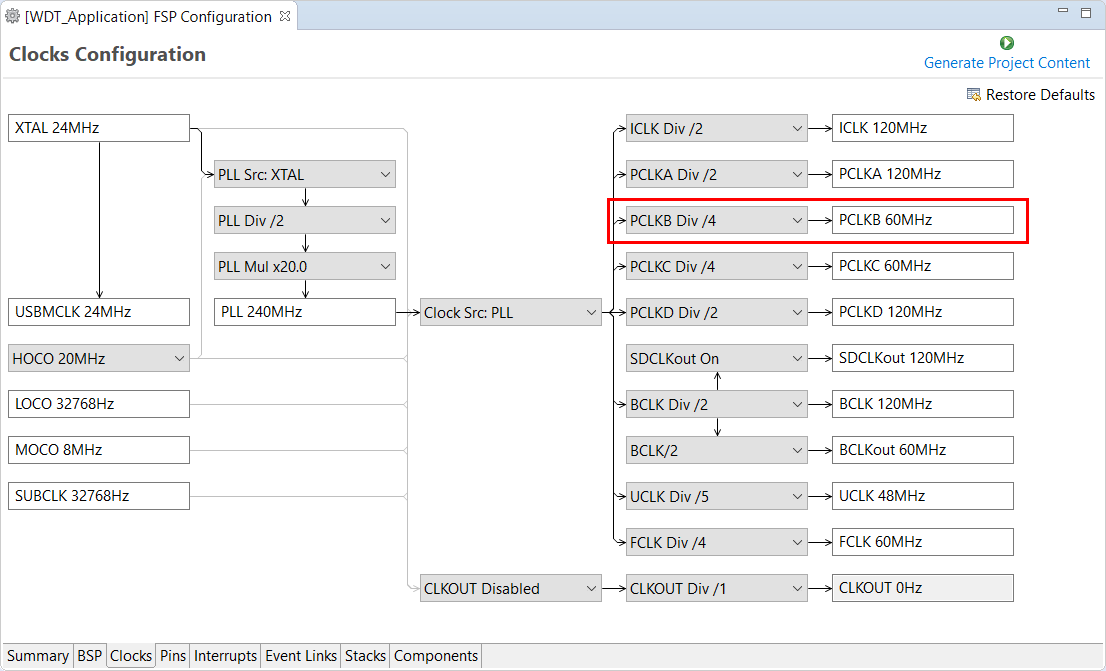 [WDT_Application] FSP Configuration
Clocks Configuration
Generate Project Content
Restore Defaults
XTAL 24MHz
ICLK Div /2
ICLK 120MHz
PLL Src: XTAL
PCLKA Div /2
PCLKA 120MHz
PLL Div /2
PCLKB Div /4
PCLKB 60MHz
PLL Mul x20.0
PCLKC Div /4
PCLKC 60MHz
USBMCLK 24MHz
PLL 240MHz
Clock Src: PLL
PCLKD Div /2
PCLKD 120MHz
HOCO 20MHz
SDCLKout On
SDCLKout 120MHz
LOCO 32768Hz
BCLK Div /2
BCLK 120MHz
MOCO 8MHz
BCLK/2
BCLKout 60MHz
SUBCLK 32768Hz
UCLK Div /5
UCLK 48MHz
FCLK Div /4
FCLK 60MHz
CLKOUT Disabled
CLKOUT Div /1
CLKOUT 0Hz
Summary BSP Clocks Pins Interrupts Event Links Stacks Components